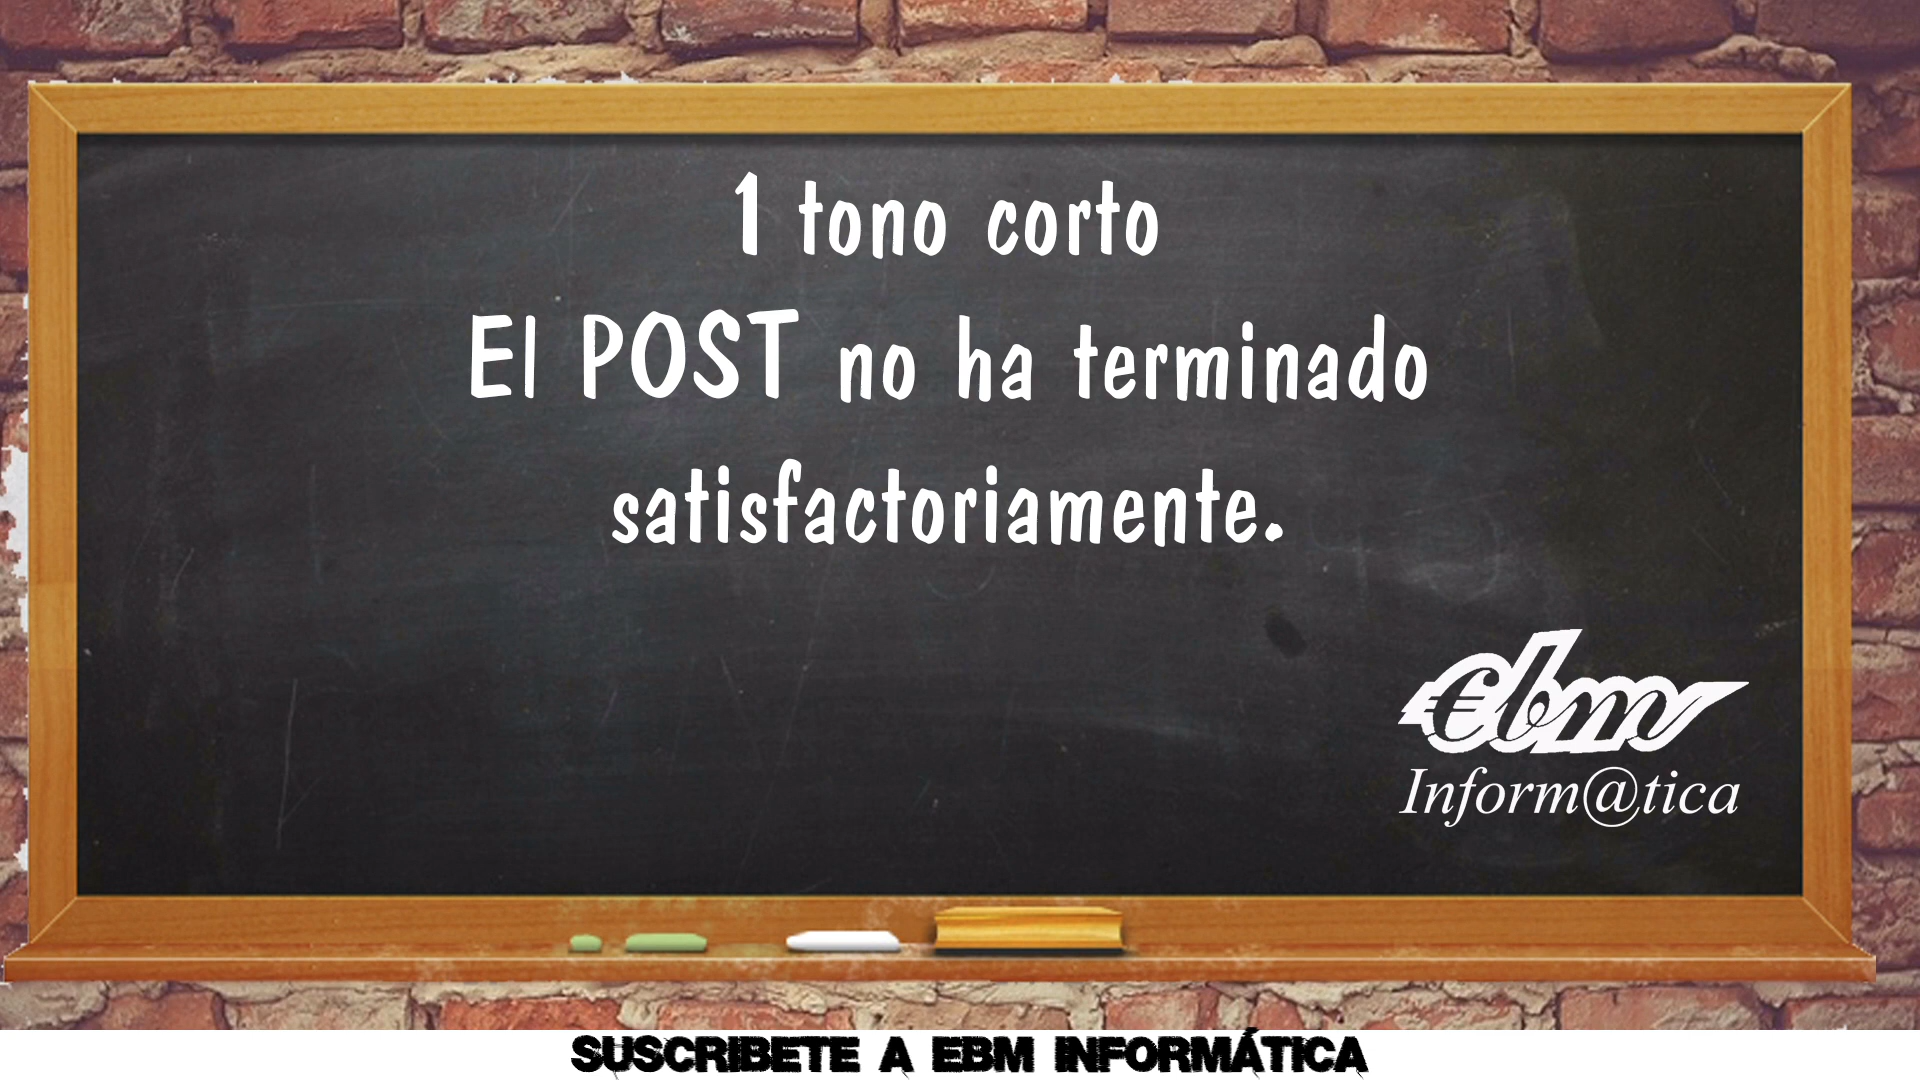 1 tono corto
El POST no ha terminado
satisfactoriamente.
€bm
Inform@tica
SUSCRIBETE A EBM INFORMÁTICA